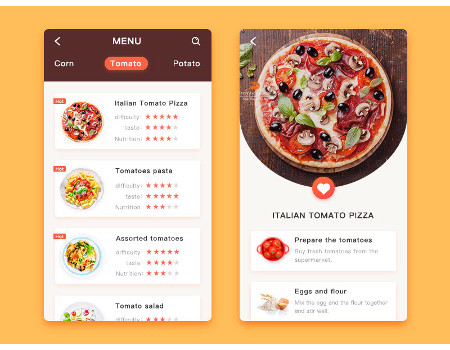 MENU
Corn
Tomato
Potato
Hot
Italian Tomato Pizza
difficulty:
taste:
Nutrition:
Hot
Tomatoes pasta
difficulty:
taste:
Nutrition:
Hot
Assorted tomatoes
difficulty
taste:
Nutrition:
Tomato salad
difficulty:
ITALIAN TOMATO PIZZA
Prepare the tomatoes
Buy fresh tomatoes from the
supermarket.
Eggs and flour
Mix the egg and the flour together
and stir well.